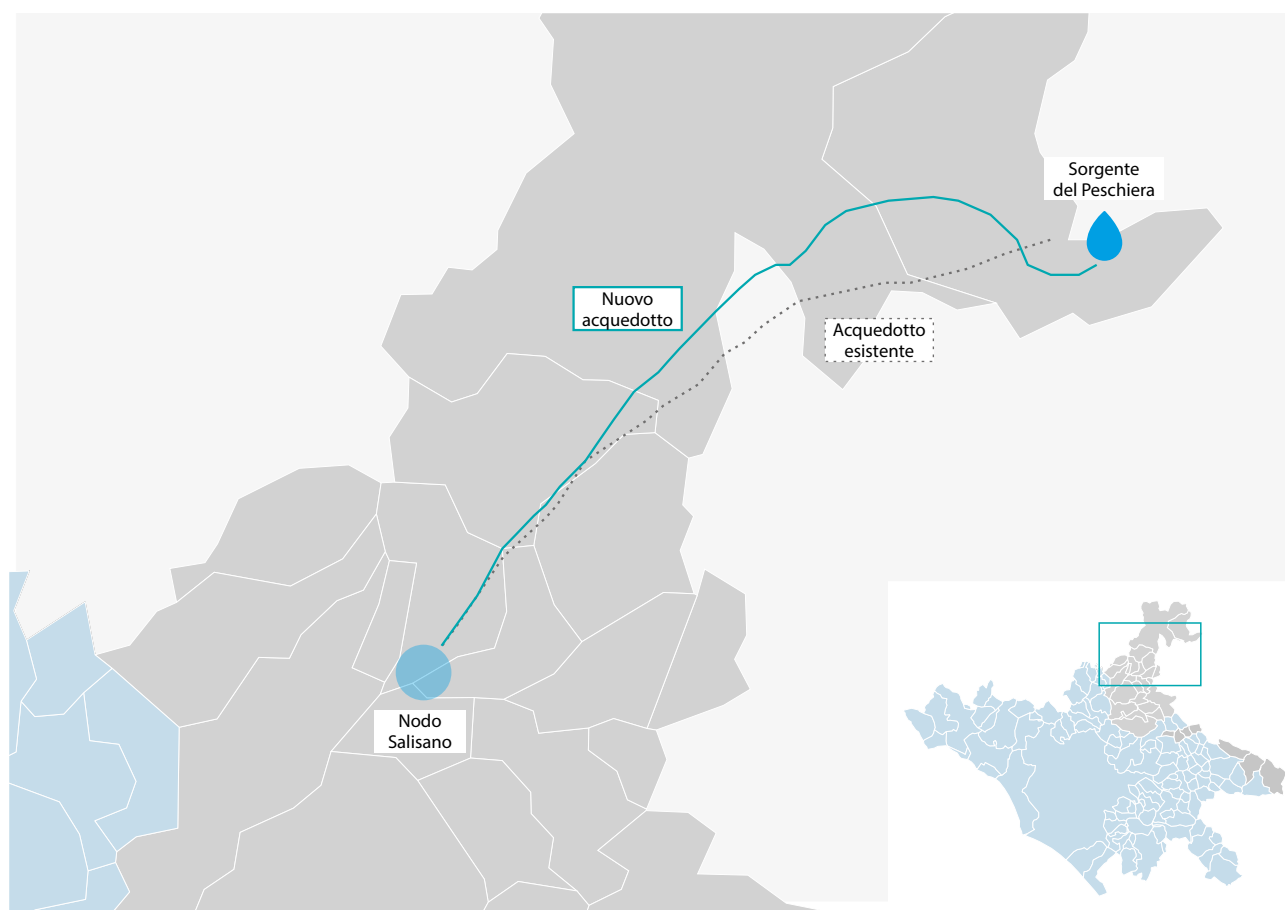 Sorgente
del Peschiera
Nuovo
acquedotto
Acquedotto
esistente
Nodo
Salisano